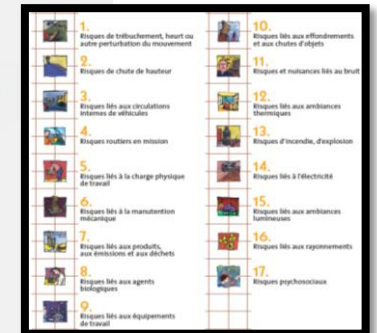 1.
Risques de trébuchement, heurt ou
autre perturbation du mouvement
2.
Risques de chute de hauteur
3.
Risques liés aux circulations
internes de véhicules
4.
Risques routiers en mission
5.
Risques liés à la charge physique
de travail
6.
Risques liés à la manutention
mécanique
7.
Risques liés aux produits,
aux émissions et aux déchets
8.
Risques liés aux agents
biologiques
9.
Risques liés aux équipements
de travail
10.
Risques liés aux effondrements
et aux chutes d'objets
11.
Risques et nuisances liés au bruit
12.
Risques liés aux ambiances
thermiques
13.
Risques d'incendie, d'explosion
14.
Risques liés à l'électricité
15.
Risques liés aux ambiances
lumineuses
16.
Risques liés aux rayonnements
17.
Risques psychosociaux